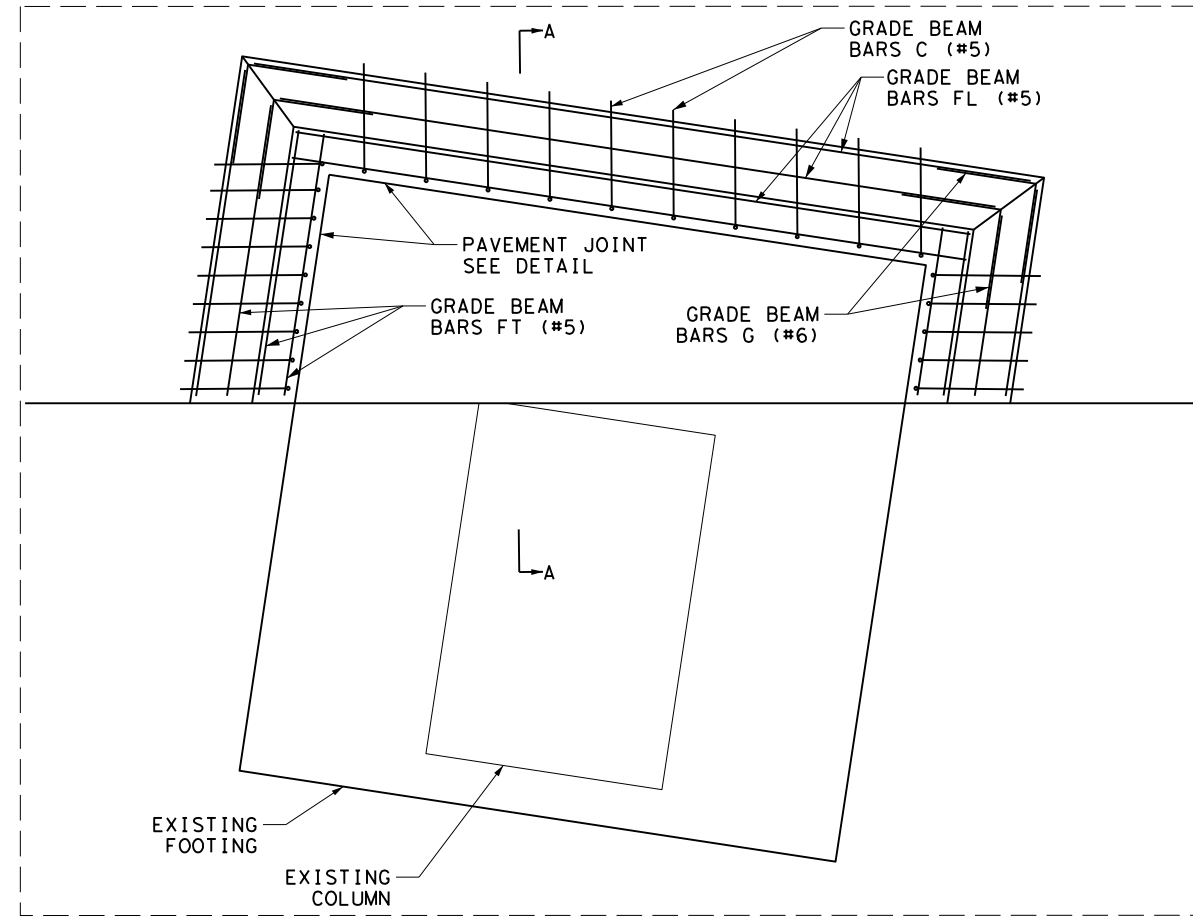 A
GRADE BEAM
BARS C (#5)
GRADE BEAM
BARS FL (#5)
PAVEMENT JOINT
SEE DETAIL
GRADE BEAM
BARS FT (#5)
GRADE BEAM
BARS G (#6)
A
EXISTING
FOOTING
EXISTING
COLUMN